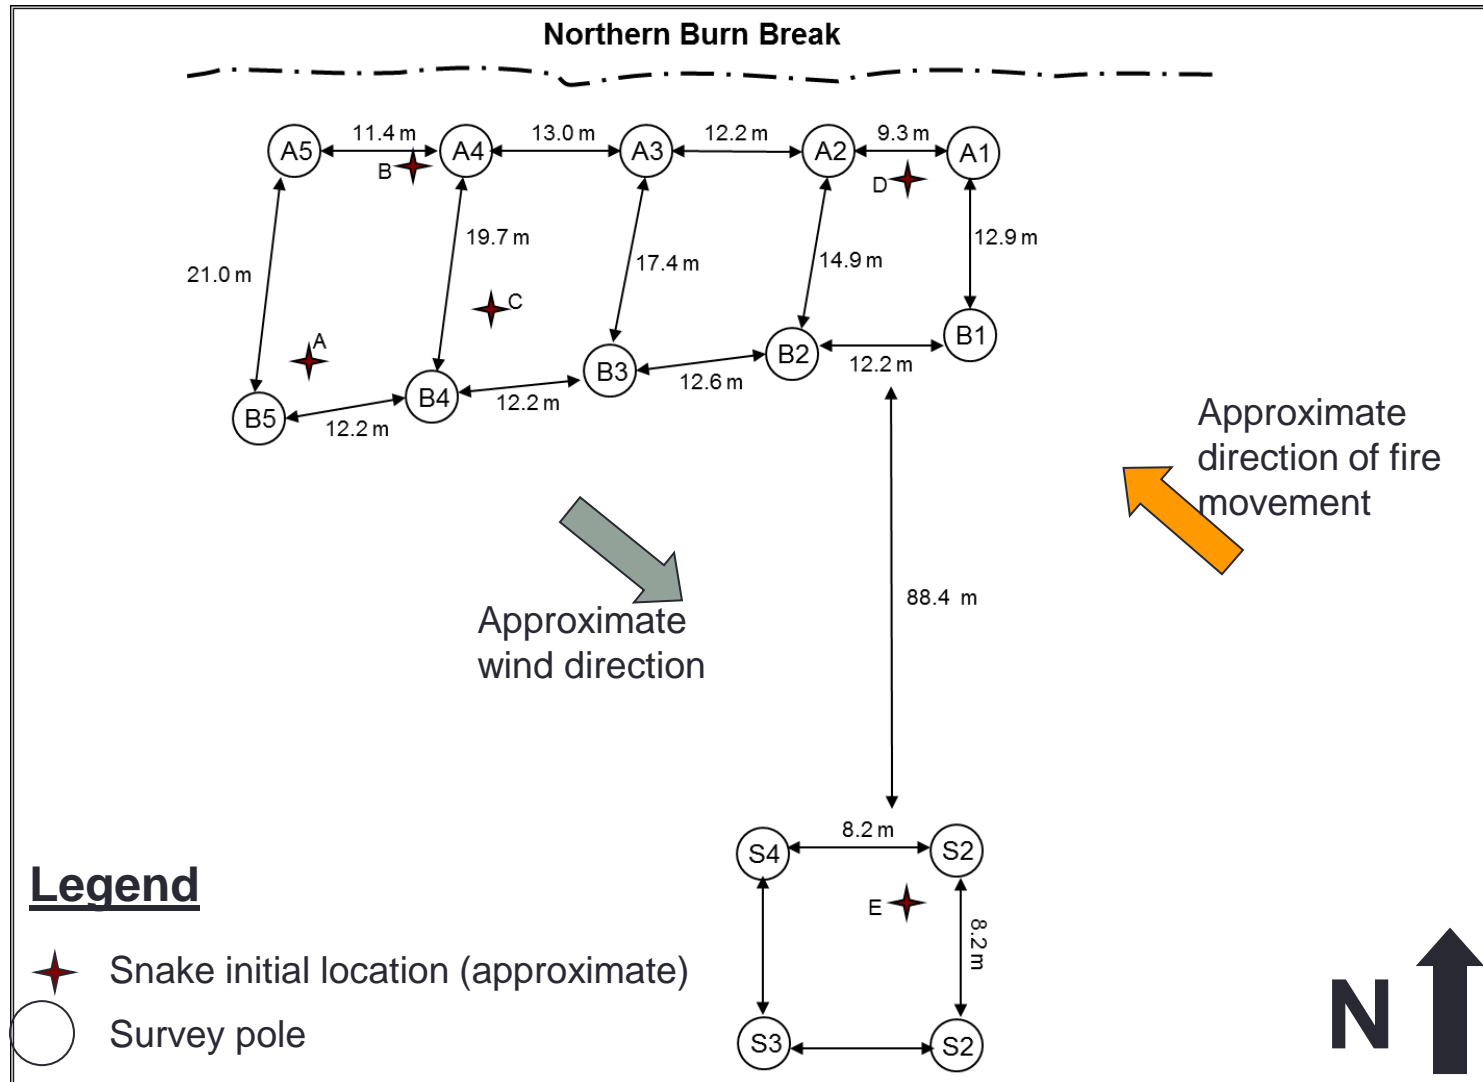 Northern Burn Break
11.4 m
13.0 m
12.2 m
9.3 m
A5
A4
A3
A2
A1
B
D
19.7 m
12.9 m
21.0 m
17.4 m
14.9 m
C
A
B1
B2
B3
B4
B5
12.2 m
12.6 m
12.2 m
12.2 m
Approximate
direction of fire
movement
Approximate
wind direction
88.4 m
8.2 m
S4
S2
E
8.2 m
S3
S2
Legend
Snake initial location (approximate)
Survey pole
N